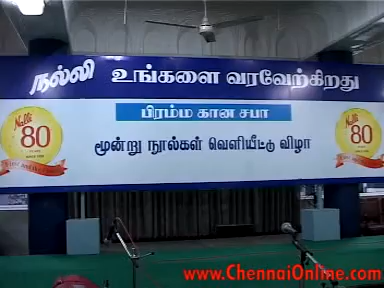 நல்லி உங்களை வரவேற்கிறது
பிரம்ம கான சபா
மூன்று நூல்கள் வெளியீட்டு விழா
Nalli
80
Nalli
80
www.ChennaiOnline.com